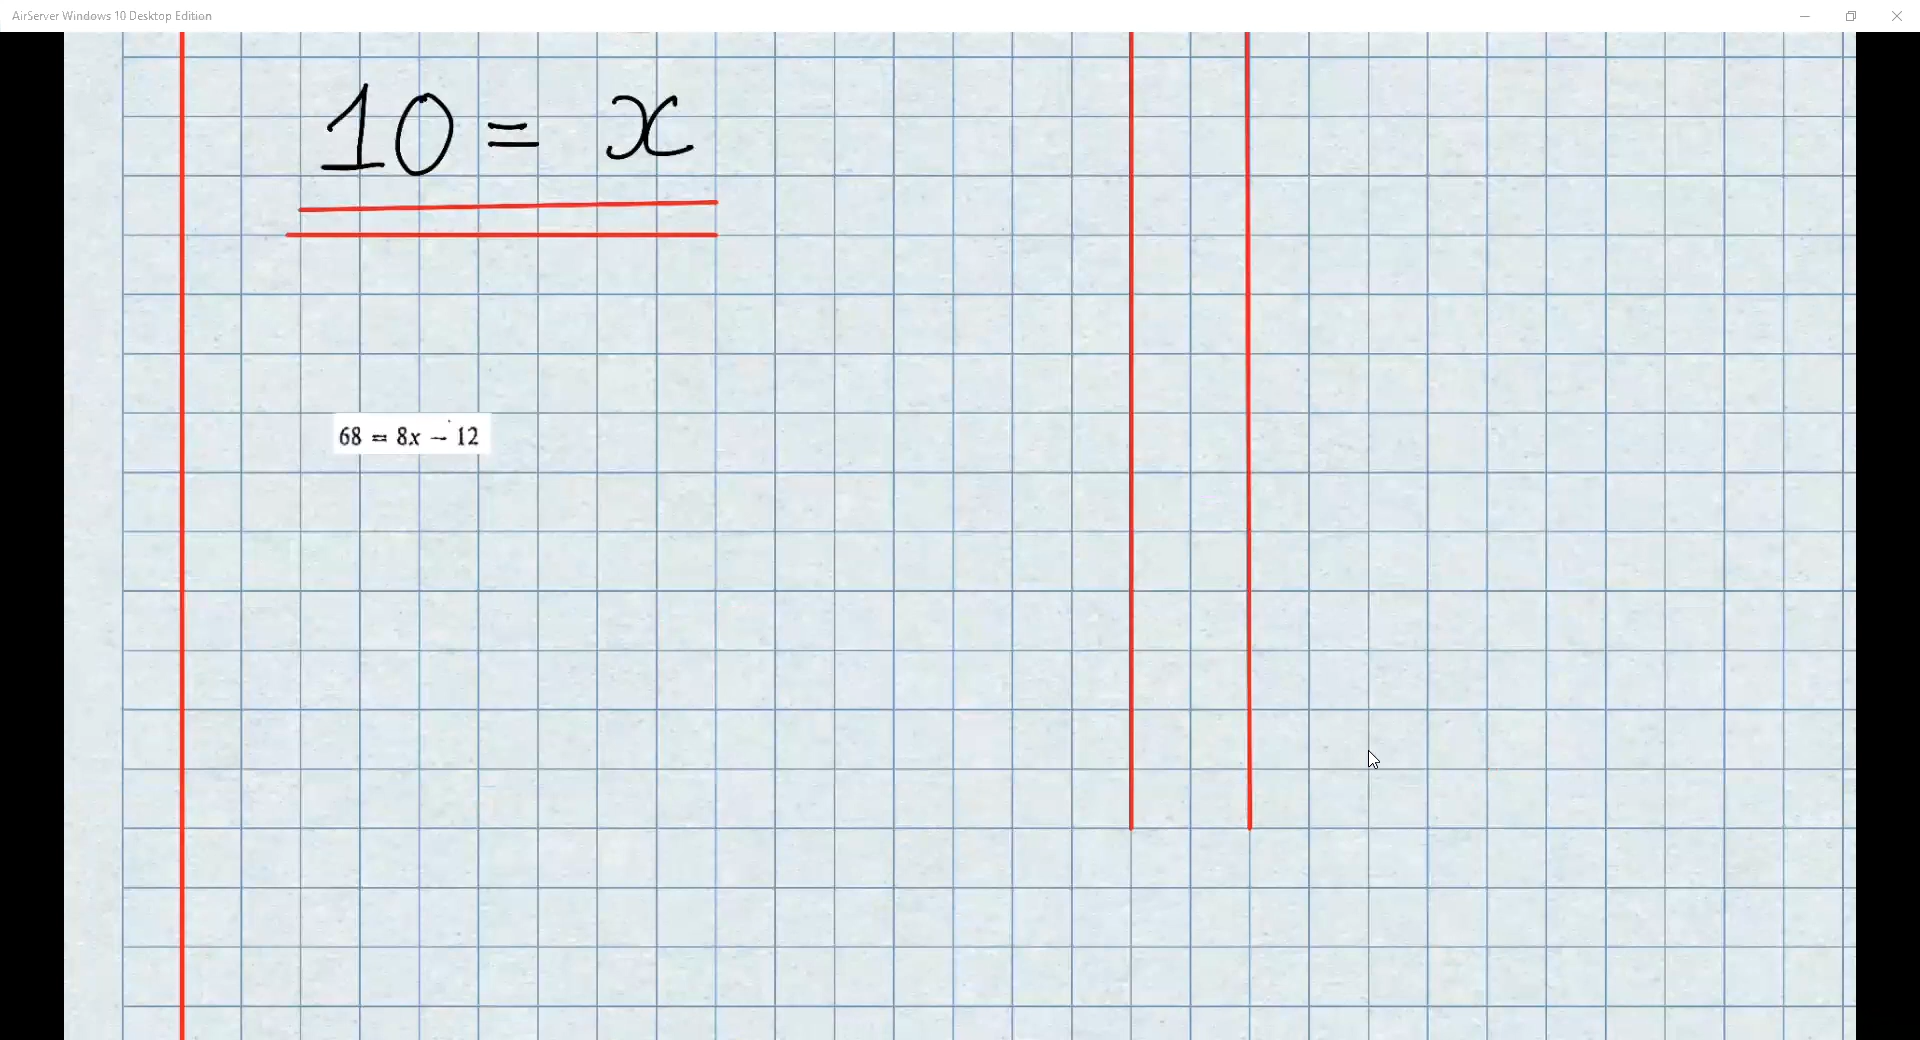 AirServer Windows 10 Desktop Edition
10 = x
68 = 8x − 12